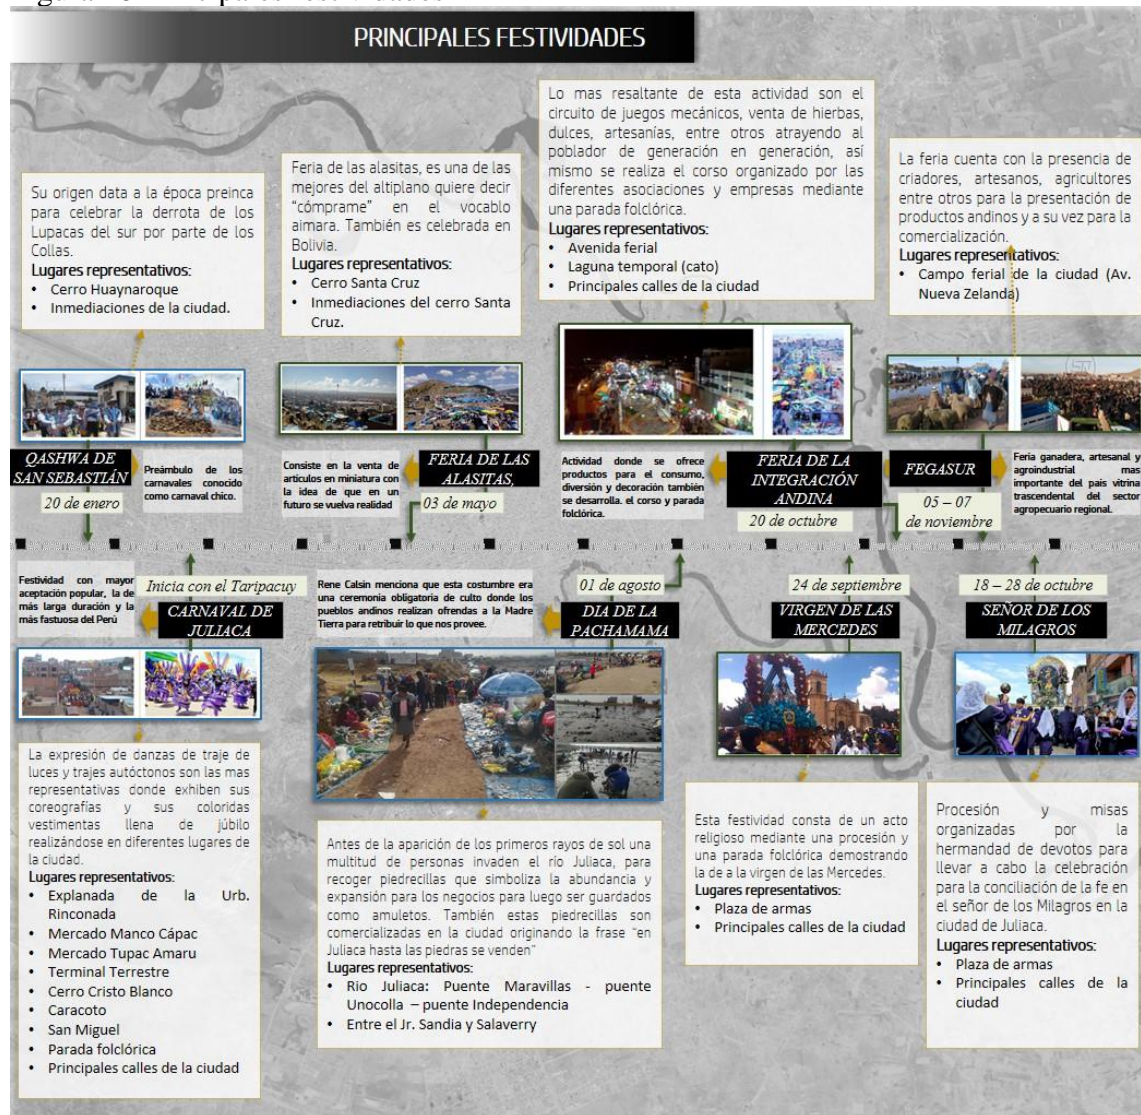 PRINCIPALES FESTIVIDADES
Su origen data a la época preinca
para celebrar la derrota de los
Lupacas del sur por parte de los
Collas.
Lugares representativos:
• Cerro Huaynaroque
• Inmediaciones de la ciudad.
Feria de las alasitas, es una de las
mejores del altiplano quiere decir
“cómprame” en el vocablo
aimara. También es celebrada en
Bolivia.
Lugares representativos:
• Cerro Santa Cruz
• Inmediaciones del cerro Santa
Cruz.
Lo mas resaltante de esta actividad son el
circuito de juegos mecánicos, venta de hierbas,
dulces, artesanías, entre otros atrayendo al
poblador de generación en generación, así
mismo se realiza el corso organizado por las
diferentes asociaciones y empresas mediante
una parada folclórica.
Lugares representativos:
• Avenida ferial
• Laguna temporal (cato)
• Principales calles de la ciudad
La feria cuenta con la presencia de
criadores, artesanos, agricultores
entre otros para la presentación de
productos andinos y a su vez para la
comercialización.
Lugares representativos:
• Campo ferial de la ciudad (Av.
Nueva Zelanda)
QASHWA DE
SAN SEBASTIÁN
20 de enero
Preámbulo de los
carnavales conocido
como carnaval chico.
Consiste en la venta de
artículos en miniatura con
la idea de que en un
futuro se vuelva realidad
FERIA DE LAS
ALASITAS,
03 de mayo
Actividad donde se ofrece
productos para el consumo,
diversión y decoración también
se desarrolla. el corso y parada
folclórica.
FERIA DE LA
INTEGRACIÓN
ANDINA
20 de octubre
FEGASUR
05 – 07
de noviembre
Feria ganadera, artesanal y
agroindustrial mas
importante del país vitrina
trascendental del sector
agropecuario regional.
Festividad con mayor
aceptación popular, la de
más larga duración y la
más fastuosa del Perú
Inicia con el Taripacuy
CARNAVAL DE
JULIACA
Rene Calsin menciona que esta costumbre era
una ceremonia obligatoria de culto donde los
pueblos andinos realizan ofrendas a la Madre
Tierra para retribuir lo que nos provee.
01 de agosto
DIA DE LA
PACHAMAMA
24 de septiembre
VIRGEN DE LAS
MERCEDES
18 – 28 de octubre
SEÑOR DE LOS
MILAGROS
La expresión de danzas de traje de
luces y trajes autóctonos son las mas
representativas donde exhiben sus
coreografías y sus coloridas
vestimentas llena de júbilo
realizándose en diferentes lugares de
la ciudad.
Lugares representativos:
• Explanada de la Urb.
Rinconada
• Mercado Manco Cápac
• Mercado Tupac Amaru
• Terminal Terrestre
• Cerro Cristo Blanco
• Caracoto
• San Miguel
• Parada folclórica
• Principales calles de la ciudad
Antes de la aparición de los primeros rayos de sol una
multitud de personas invaden el río Juliaca, para
recoger piedrecillas que simboliza la abundancia y
expansión para los negocios para luego ser guardados
como amuletos. También estas piedrecillas son
comercializadas en la ciudad originando la frase “en
Juliaca hasta las piedras se venden”
Lugares representativos:
• Rio Juliaca: Puente Maravillas - puente
Unocolla – puente Independencia
• Entre el Jr. Sandia y Salaverry
Esta festividad consta de un acto
religioso mediante una procesión y
una parada folclórica demostrando
la de a la virgen de las Mercedes.
Lugares representativos:
• Plaza de armas
• Principales calles de la ciudad
Procesión y misas
organizadas por la
hermandad de devotos para
llevar a cabo la celebración
para la conciliación de la fe en
el señor de los Milagros en la
ciudad de Juliaca.
Lugares representativos:
• Plaza de armas
• Principales calles de la
ciudad